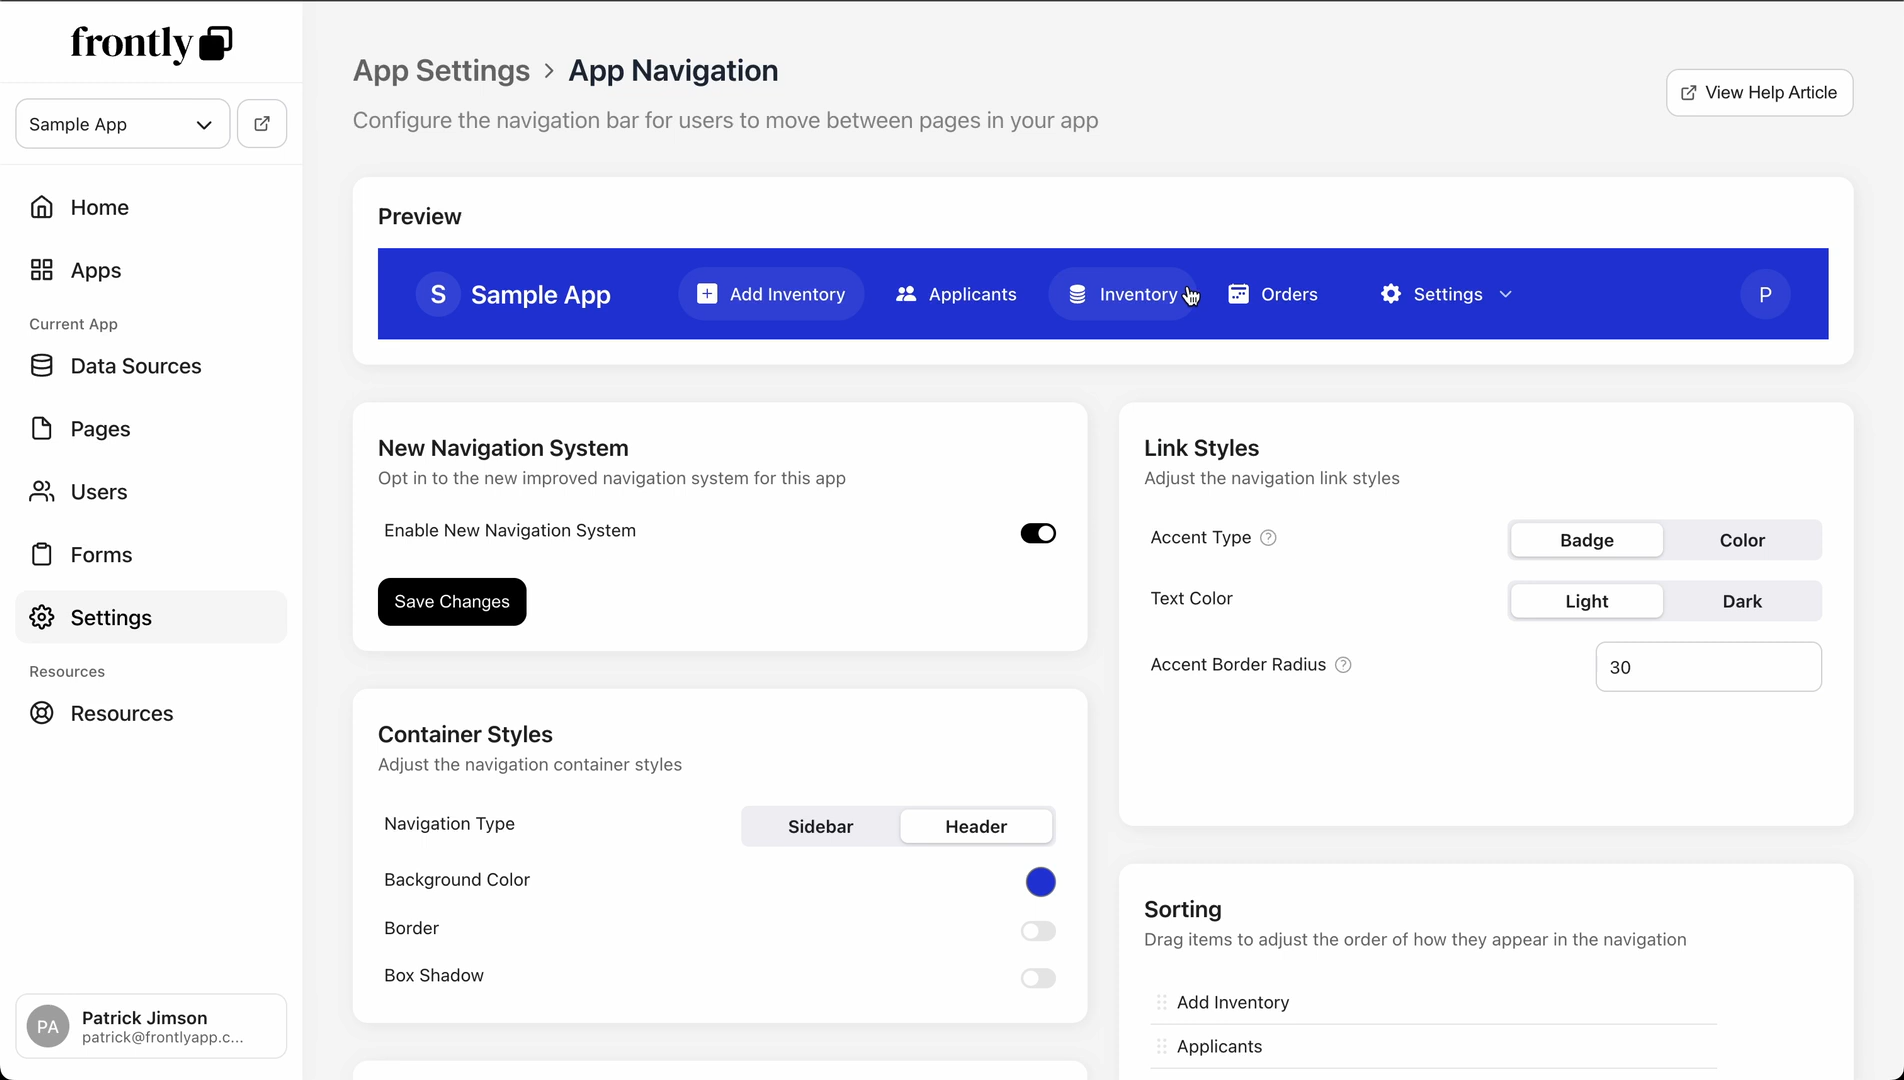 frontly
Sample App
Home
Apps
Current App
Data Sources
Pages
Users
Forms
Settings
Resources
Resources
PA
Patrick Jimson
patrick@frontlyapp.c...
App Settings > App Navigation
Configure the navigation bar for users to move between pages in your app
View Help Article
Preview
S Sample App Add Inventory Applicants Inventory Orders Settings P
New Navigation System
Opt in to the new improved navigation system for this app
Enable New Navigation System
Save Changes
Container Styles
Adjust the navigation container styles
Navigation Type Sidebar Header
Background Color
Border
Box Shadow
Link Styles
Adjust the navigation link styles
Accent Type ? Badge Color
Text Color Light Dark
Accent Border Radius ? 30
Sorting
Drag items to adjust the order of how they appear in the navigation
Add Inventory
Applicants